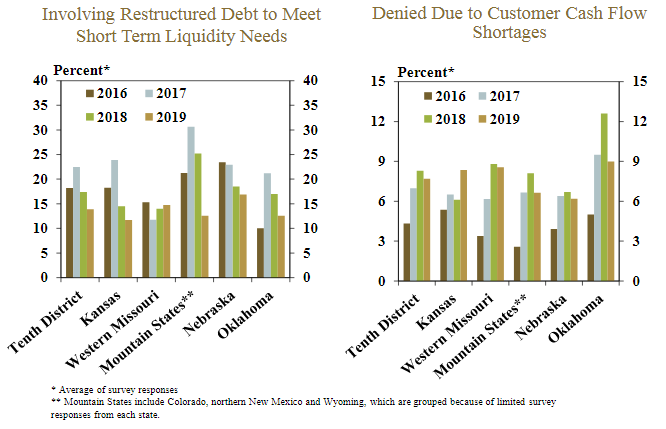 Involving Restructured Debt to Meet
Short Term Liquidity Needs
Percent*
40
35
30
25
20
15
10
5
0
40
35
30
25
20
15
10
5
0
2016
2017
2018
2019
Tenth District
Kansas
Western Missouri
Mountain States**
Nebraska
Oklahoma
Denied Due to Customer Cash Flow
Shortages
Percent*
15
12
9
6
3
0
15
12
9
6
3
0
2016
2017
2018
2019
Tenth District
Kansas
Western Missouri
Mountain States**
Nebraska
Oklahoma
* Average of survey responses
** Mountain States include Colorado, northern New Mexico and Wyoming, which are grouped because of limited survey
responses from each state.